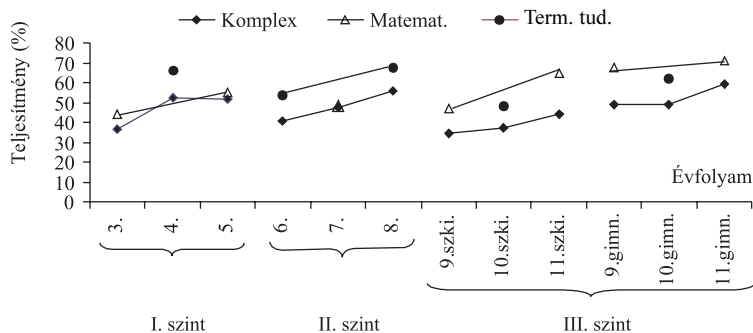 Komplex Matemat. Term. tud.
Teljesítmény (%)
80
70
60
50
40
30
20
10
0
Évfolyam
3. 4. 5. 6. 7. 8. 9.szki. 10.szki. 11.szki. 9.gimn. 10.gimn. 11.gimn.
I. szint II. szint III. szint